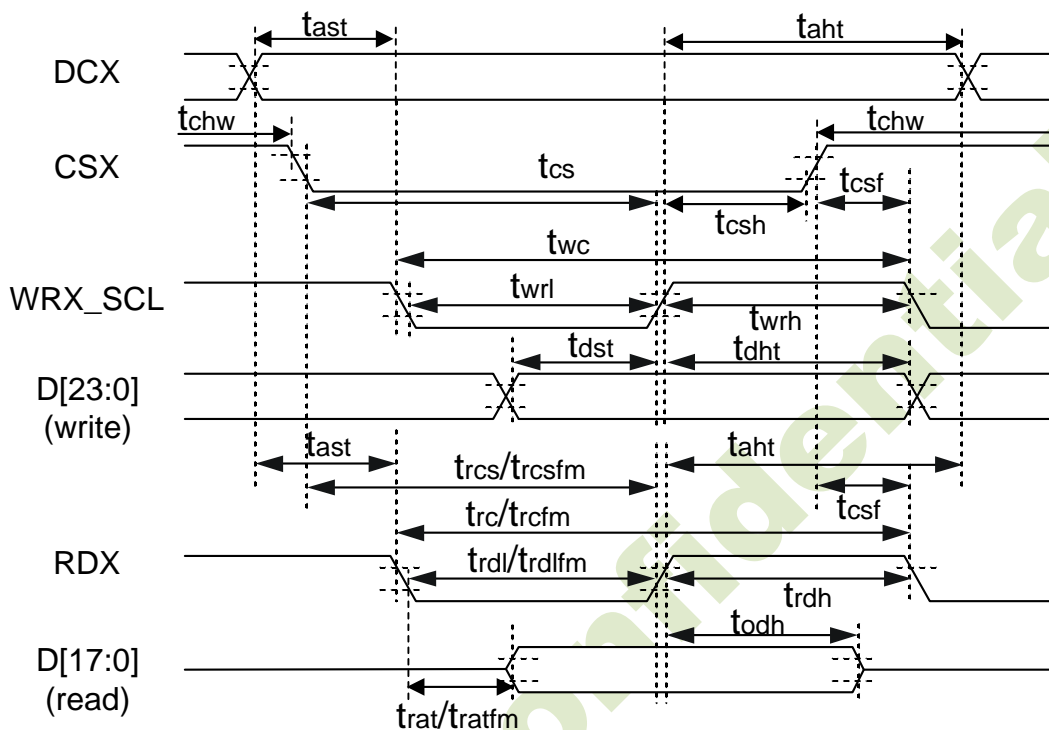 tast
taht
DCX
tchw
tchw
CSX
tcs
tcsf
tcsh
twc
WRX_SCL
twrl
twrh
tdst
tdht
D[23:0]
(write)
tast
taht
trcs/trcsfm
tcsf
trc/trcfm
RDX
trdl/trdlfm
trdh
todh
D[17:0]
(read)
trat/tratfm
onfidential